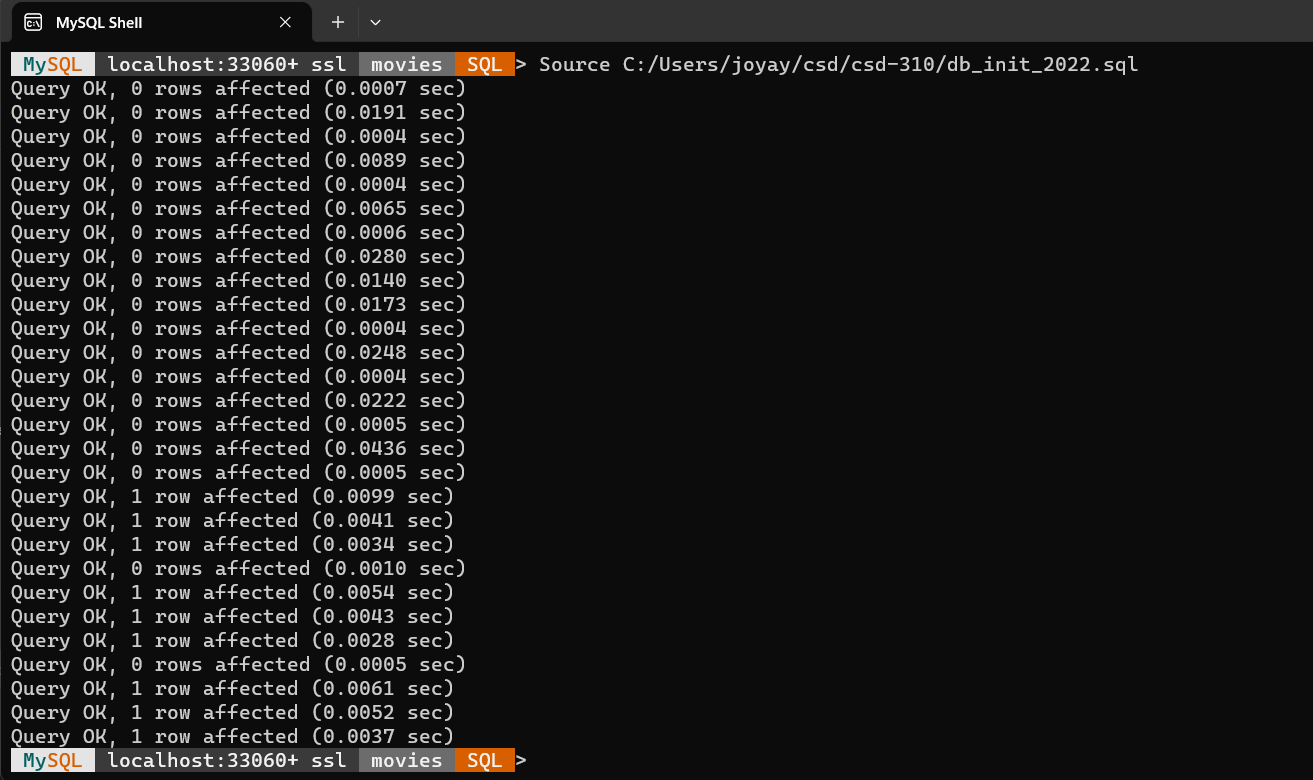 MySQL Shell
MySQL localhost:33060+ ssl movies SQL > Source C:/Users/joyay/csd/csd-310/db_init_2022.sql
Query OK, 0 rows affected (0.0007 sec)
Query OK, 0 rows affected (0.0191 sec)
Query OK, 0 rows affected (0.0004 sec)
Query OK, 0 rows affected (0.0089 sec)
Query OK, 0 rows affected (0.0004 sec)
Query OK, 0 rows affected (0.0065 sec)
Query OK, 0 rows affected (0.0006 sec)
Query OK, 0 rows affected (0.0280 sec)
Query OK, 0 rows affected (0.0140 sec)
Query OK, 0 rows affected (0.0173 sec)
Query OK, 0 rows affected (0.0004 sec)
Query OK, 0 rows affected (0.0248 sec)
Query OK, 0 rows affected (0.0004 sec)
Query OK, 0 rows affected (0.0222 sec)
Query OK, 0 rows affected (0.0005 sec)
Query OK, 0 rows affected (0.0436 sec)
Query OK, 0 rows affected (0.0005 sec)
Query OK, 1 row affected (0.0099 sec)
Query OK, 1 row affected (0.0041 sec)
Query OK, 1 row affected (0.0034 sec)
Query OK, 0 rows affected (0.0010 sec)
Query OK, 1 row affected (0.0054 sec)
Query OK, 1 row affected (0.0043 sec)
Query OK, 1 row affected (0.0028 sec)
Query OK, 0 rows affected (0.0005 sec)
Query OK, 1 row affected (0.0061 sec)
Query OK, 1 row affected (0.0052 sec)
Query OK, 1 row affected (0.0037 sec)
MySQL localhost:33060+ ssl movies SQL >